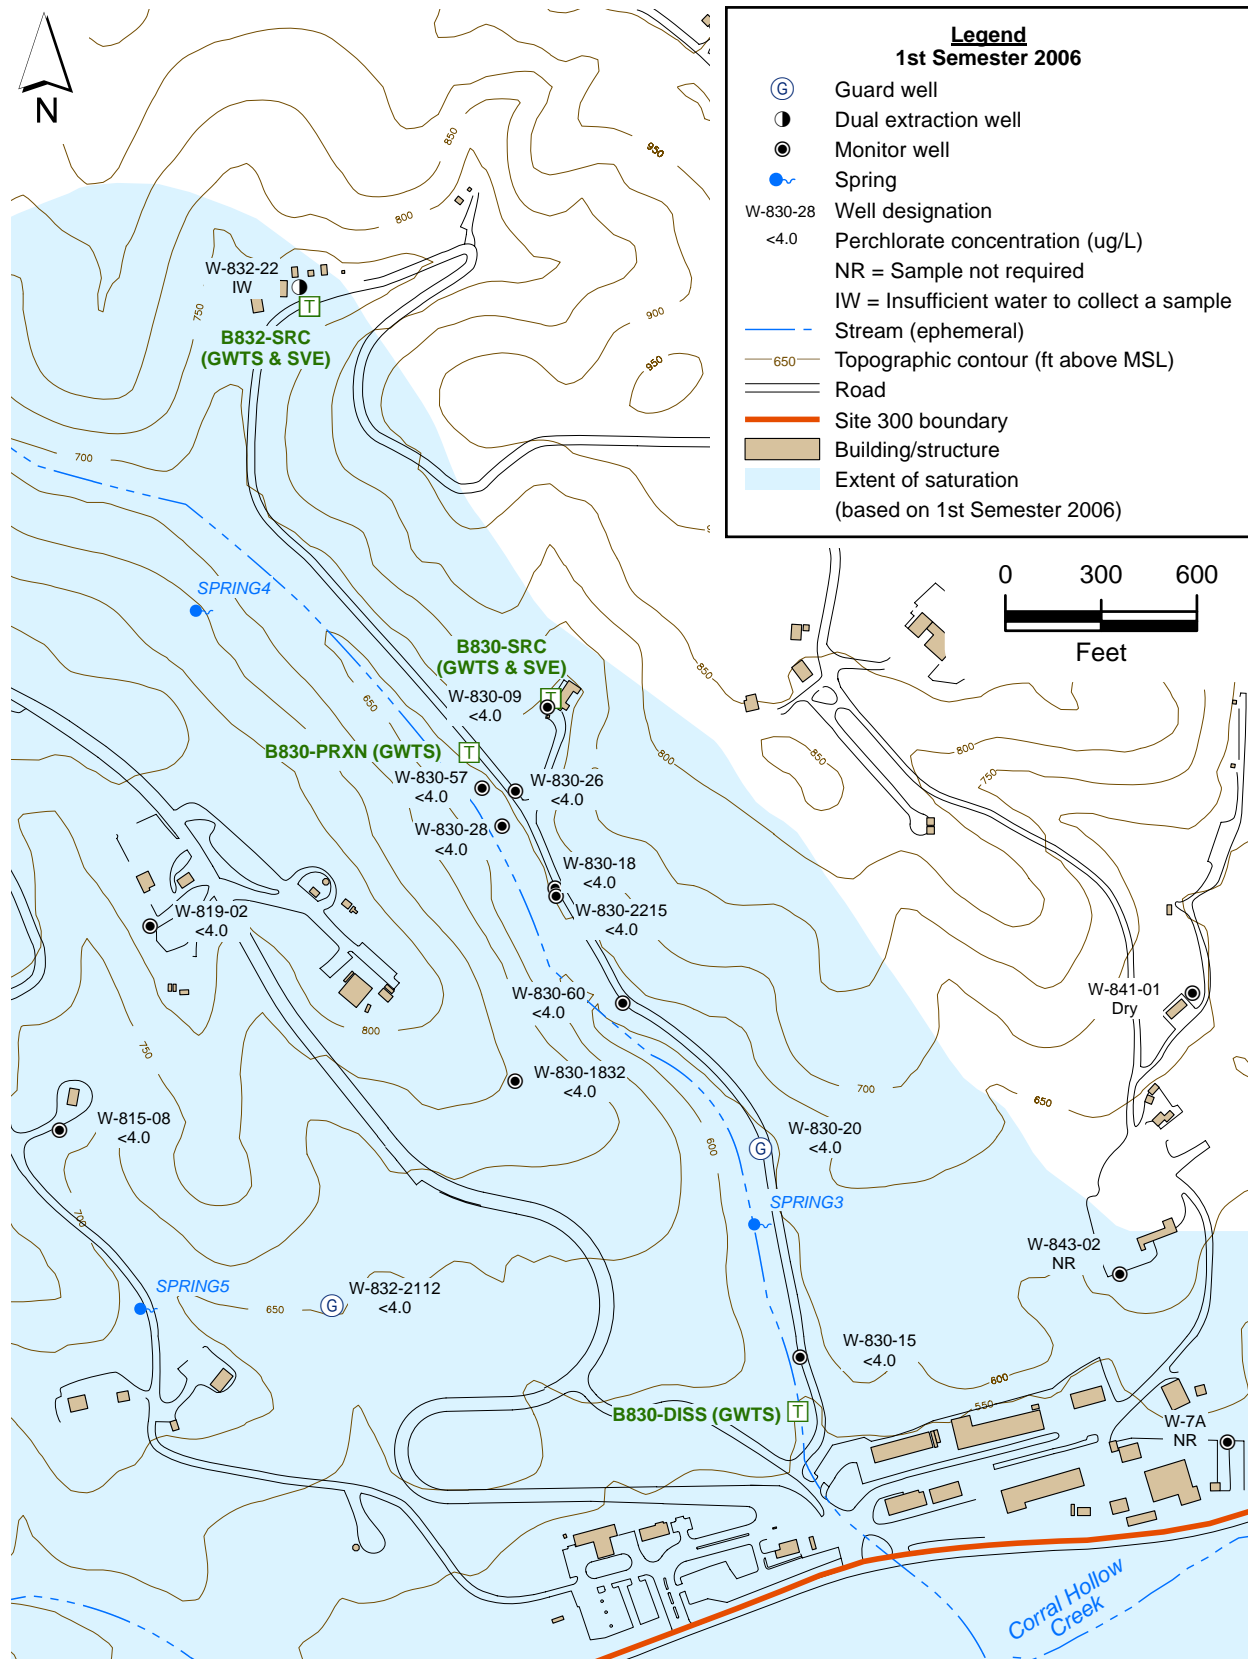 N
Legend
1st Semester 2006
G
Guard well
Dual extraction well
Monitor well
Spring
W-830-28 Well designation
<4.0 Perchlorate concentration (ug/L)
NR = Sample not required
IW = Insufficient water to collect a sample
Stream (ephemeral)
650 Topographic contour (ft above MSL)
Road
Site 300 boundary
Building/structure
Extent of saturation
(based on 1st Semester 2006)
0 300 600
Feet
850
950
800
W-832-22
IW
T
750
B832-SRC
(GWTS & SVE)
900
950
700
SPRING4
B830-SRC
(GWTS & SVE)
T
W-830-09
<4.0
650
850
800
B830-PRXN (GWTS)
T
800
750
850
W-830-57
<4.0
W-830-26
<4.0
W-830-28
<4.0
W-830-18
<4.0
W-830-2215
<4.0
W-819-02
<4.0
W-830-60
<4.0
W-841-01
Dry
800
750
W-830-1832
<4.0
700
650
W-815-08
<4.0
W-830-20
<4.0
G
600
700
SPRING3
W-843-02
NR
SPRING5
650
G
W-832-2112
<4.0
W-830-15
<4.0
600
550
B830-DISS (GWTS)
T
W-7A
NR
Corral Hollow
Creek